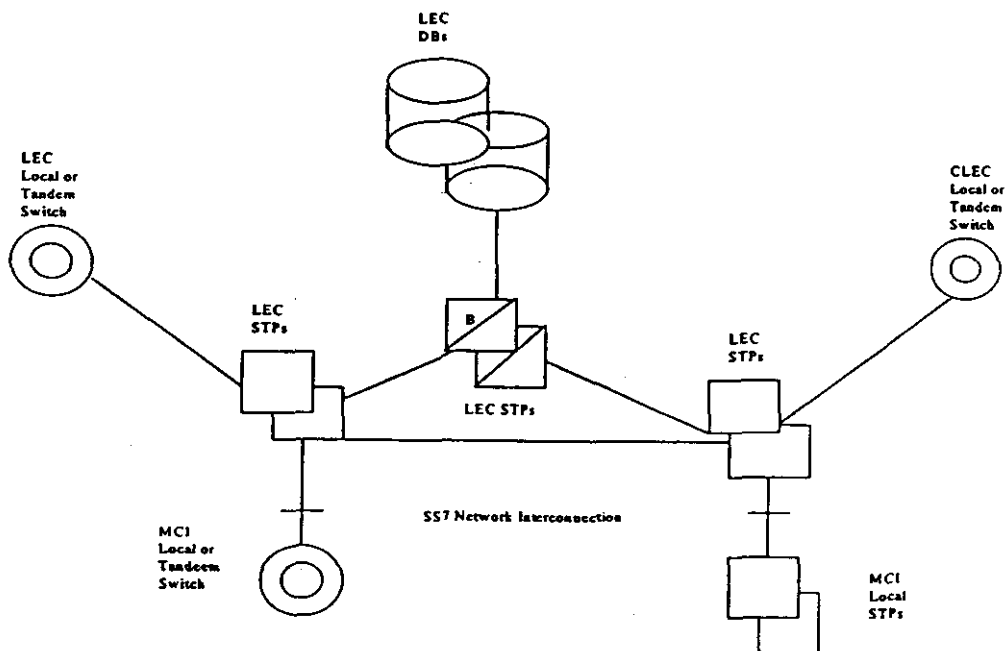 LEC
DBs
LEC
Local or
Tandem
Switch
CLEC
Local or
Tandem
Switch
LEC
STPs
B
LEC STPs
LEC
STPs
SS7 Network Interconnection
MCI
Local or
Tandeem
Switch
MCI
Local
STPs